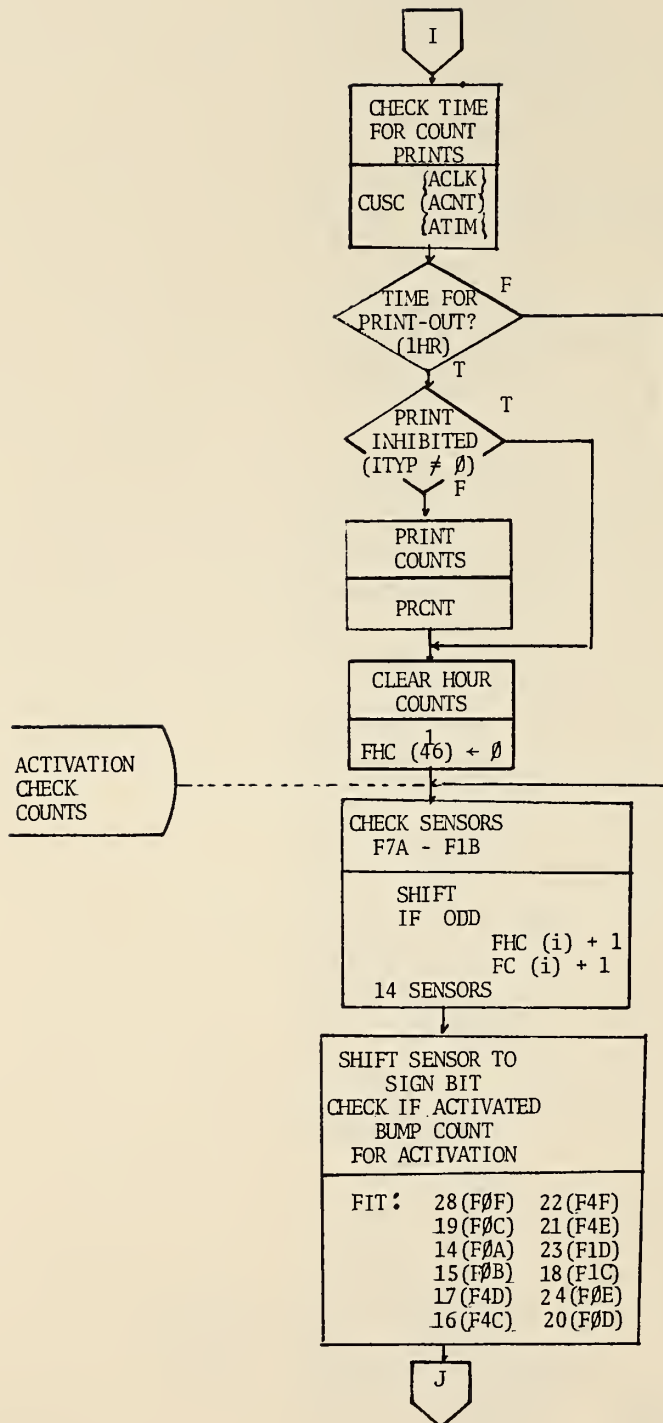 I
CHECK TIME
FOR COUNT
PRINTS
CUSC {ACLK}
(ACNT)
{ATIM{
TIME FOR
PRINT-OUT?
(1HR)
F
T
PRINT
INHIBITED
(ITYP ≠ Ø)
T
F
PRINT
COUNTS
PRCNT
CLEAR HOUR
COUNTS
1
FHC (46) ← Ø
ACTIVATION
CHECK
COUNTS
CHECK SENSORS
F7A - F1B
SHIFT
IF ODD
FHC (i) + 1
FC (i) + 1
14 SENSORS
SHIFT SENSOR TO
SIGN BIT
CHECK IF ACTIVATED
BUMP COUNT
FOR ACTIVATION
FIT: 28(FØF) 22(F4F)
19(FØC) 21(F4E)
14(FØA) 23(F1D)
15(FØB) 18(F1C)
17(F4D) 24(FØE)
16(F4C) 20(FØD)
J